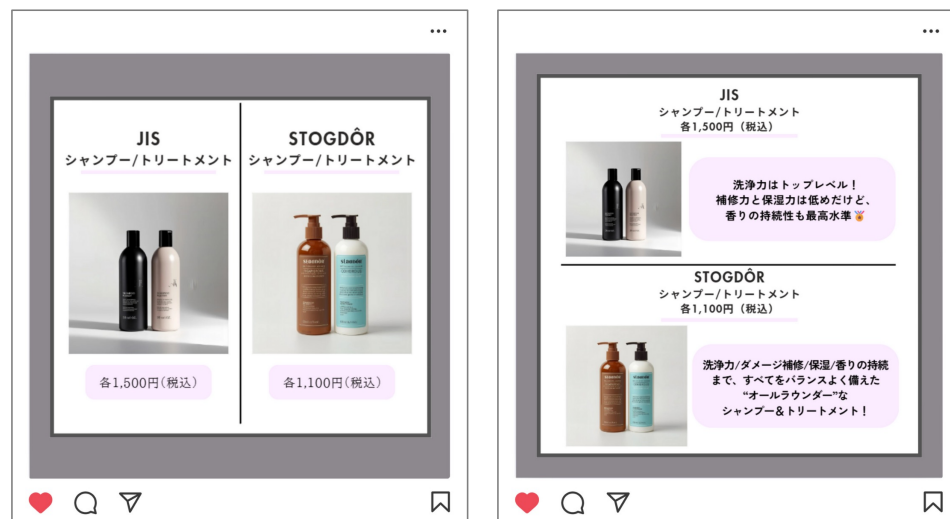 JIS
シャンプー/トリートメント
各1,500円(税込)
STOGDÔR
シャンプー/トリートメント
各1,100円(税込)
JIS
シャンプー/トリートメント
各1,500円（税込）
洗浄力はトップレベル！
補修力と保湿力は低めだけど、
香りの持続性も最高水準🏅
STOGDÔR
シャンプー/トリートメント
各1,100円（税込）
洗浄力/ダメージ補修/保湿/香りの持続
まで、すべてをバランスよく備えた
“オールラウンダー”な
シャンプー&トリートメント！